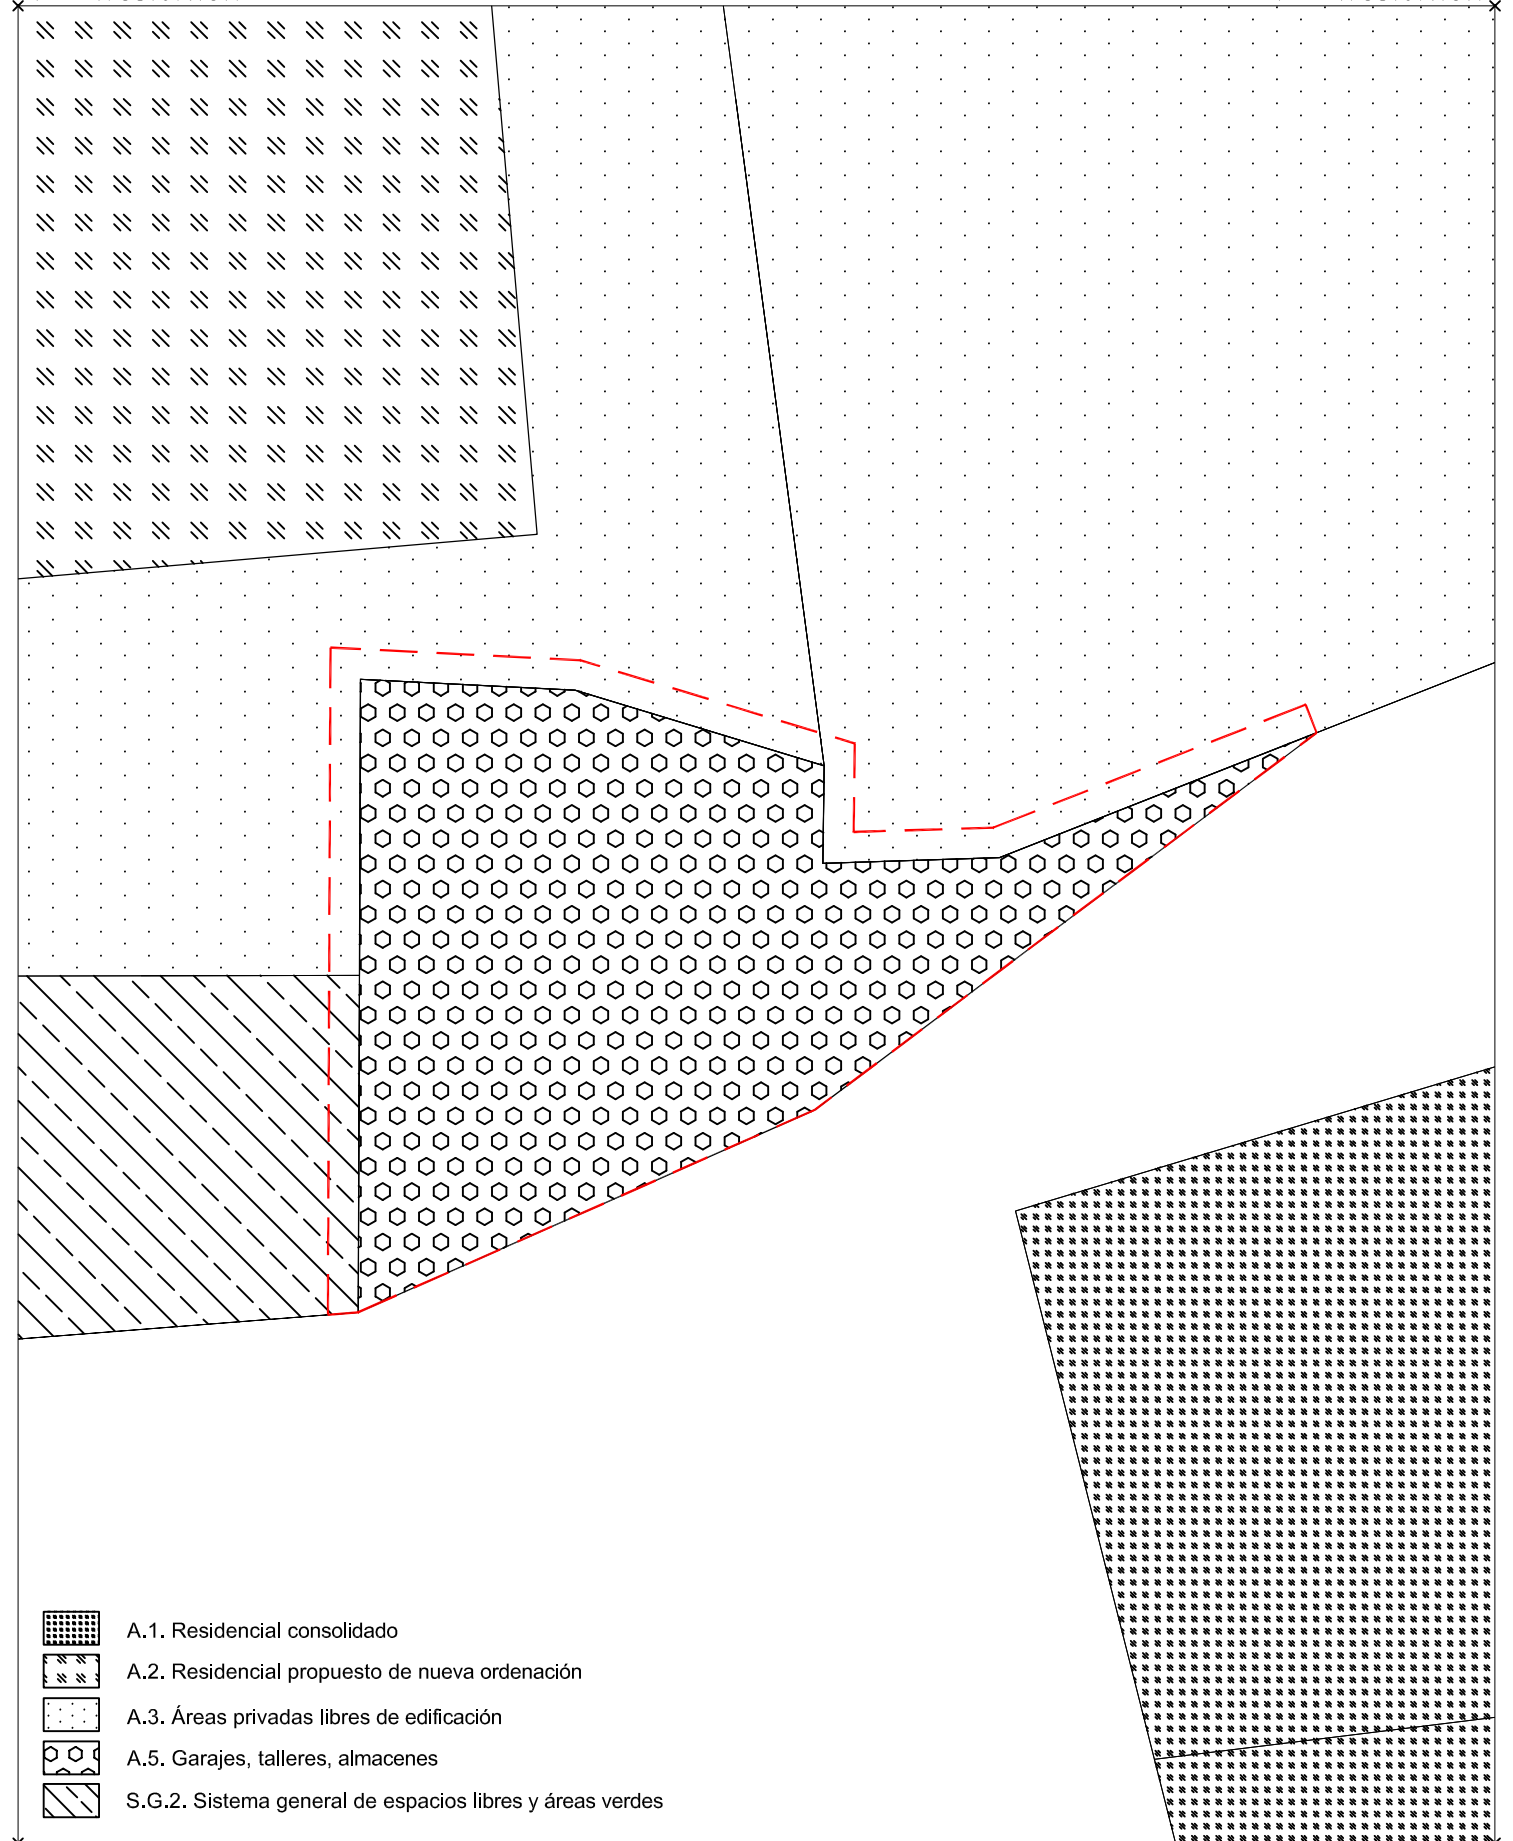 A.1. Residencial consolidado
A.2. Residencial propuesto de nueva ordenación
A.3. Áreas privadas libres de edificación
A.5. Garajes, talleres, almacenes
S.G.2. Sistema general de espacios libres y áreas verdes